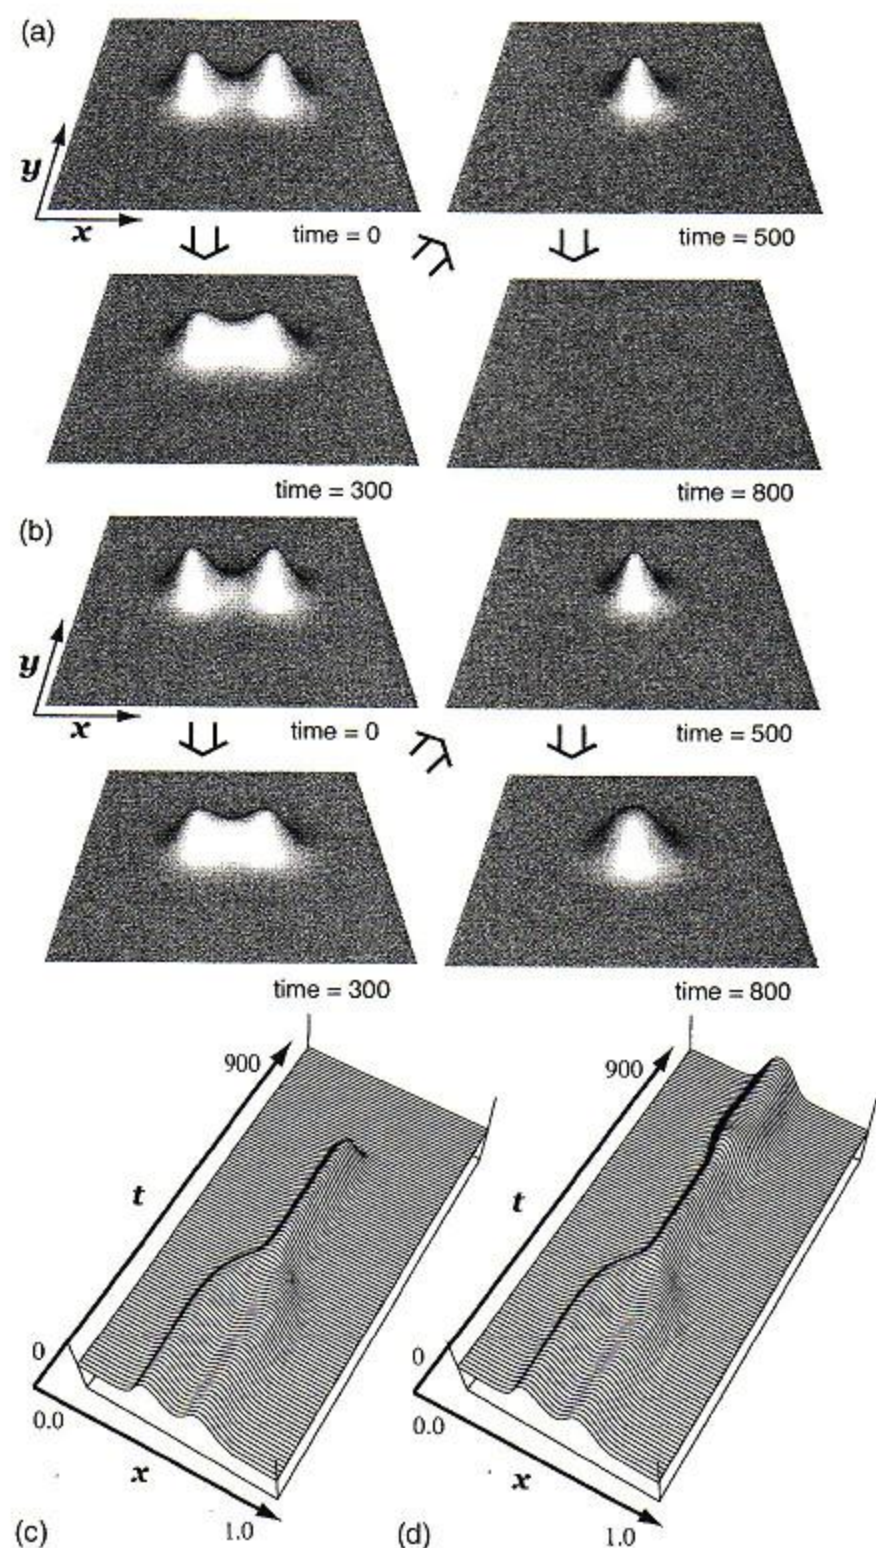 (a)
y
x
time = 0
time = 500
time = 300
time = 800
(b)
y
x
time = 0
time = 500
time = 300
time = 800
900
t
0
0.0
x
1.0
(c)
900
t
0
0.0
x
1.0
(d)